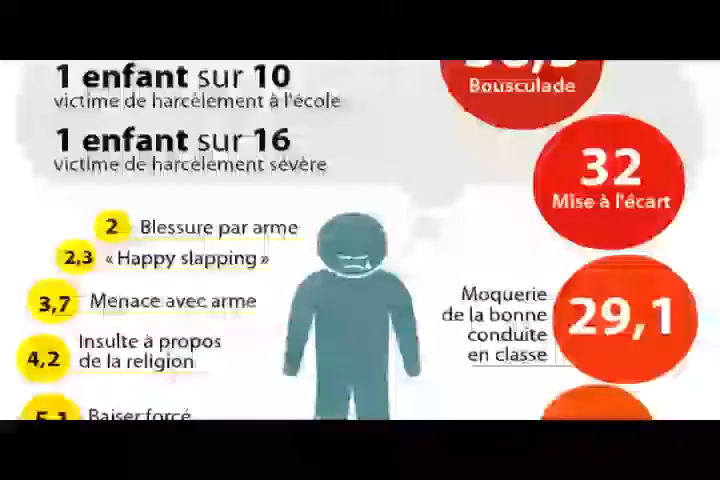 1 enfant sur 10
victime de harcèlement à l'école
1 enfant sur 16
victime de harcèlement sévère
Bousculade
32
Mise à l'écart
2 Blessure par arme
2,3 « Happy slapping »
3,7 Menace avec arme
4,2 Insulte à propos
de la religion
5,1 Baiser forcé
Moquerie
de la bonne
conduite
en classe
29,1